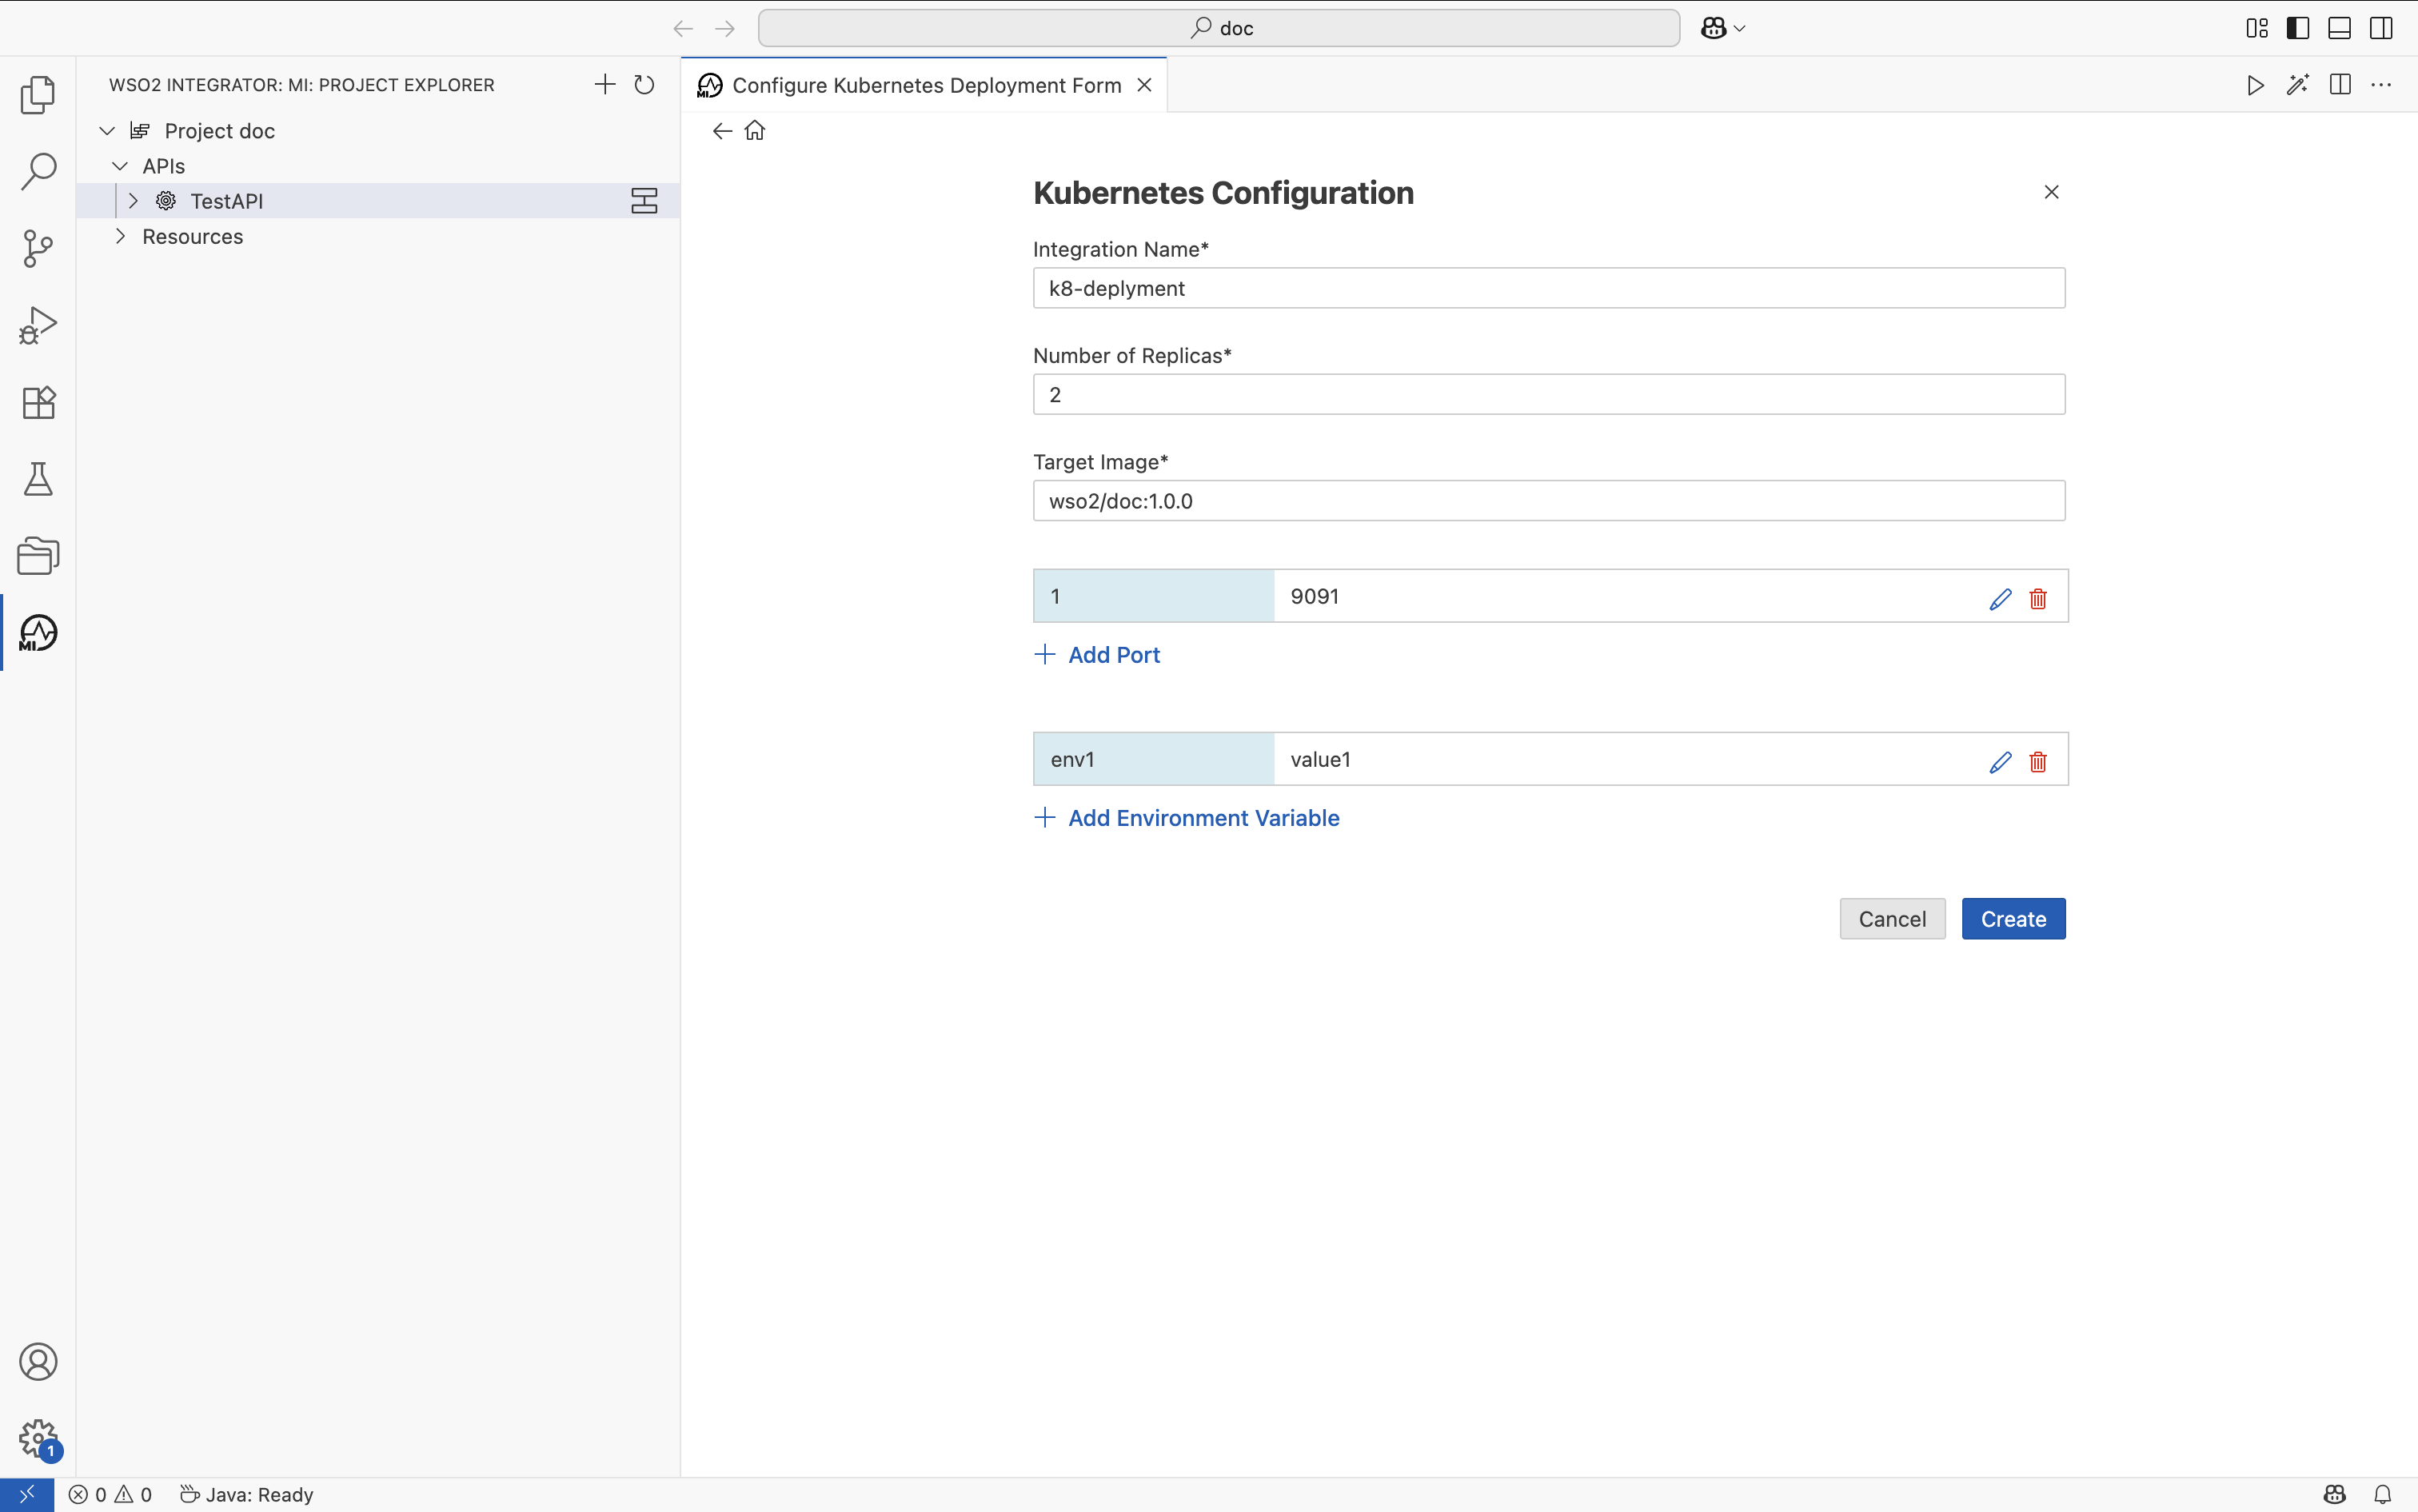 doc
WSO2 INTEGRATOR: MI: PROJECT EXPLORER
Project doc
APIs
TestAPI
Resources
MI
Configure Kubernetes Deployment Form
Kubernetes Configuration
Integration Name*
k8-deplyment
Number of Replicas*
2
Target Image*
wso2/doc:1.0.0
1 9091
Add Port
env1 value1
Add Environment Variable
Cancel Create
MI
1
0 0 Java: Ready